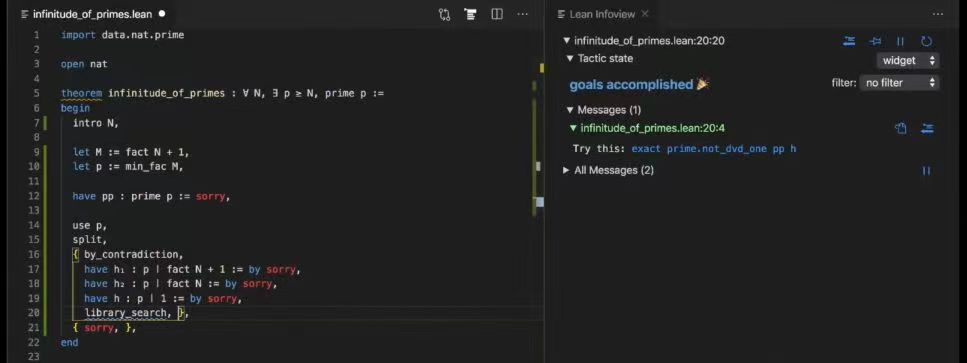 infinitude_of_primes.lean
1 import data.nat.prime
2
3 open nat
4
5 theorem infinitude_of_primes : ∀ N, ∃ p ≥ N, prime p :=
6 begin
7 intro N,
9 let M := fact N + 1,
10 let p := min_fac M,
11
12 have pp : prime p := sorry,
13
14 use p,
15 split,
16 { by_contradiction,
17 have h₁ : p ∣ fact N + 1 := by sorry,
18 have h₂ : p ∣ fact N := by sorry,
19 have h : p ∣ 1 := by sorry,
20 library_search, },
21 { sorry, },
22 end
23
Lean Infoview
infinitude_of_primes.lean:20:20
Tactic state
widget
goals accomplished 🎉
filter: no filter
Messages (1)
infinitude_of_primes.lean:20:4
Try this: exact prime.not_dvd_one pp h
All Messages (2)